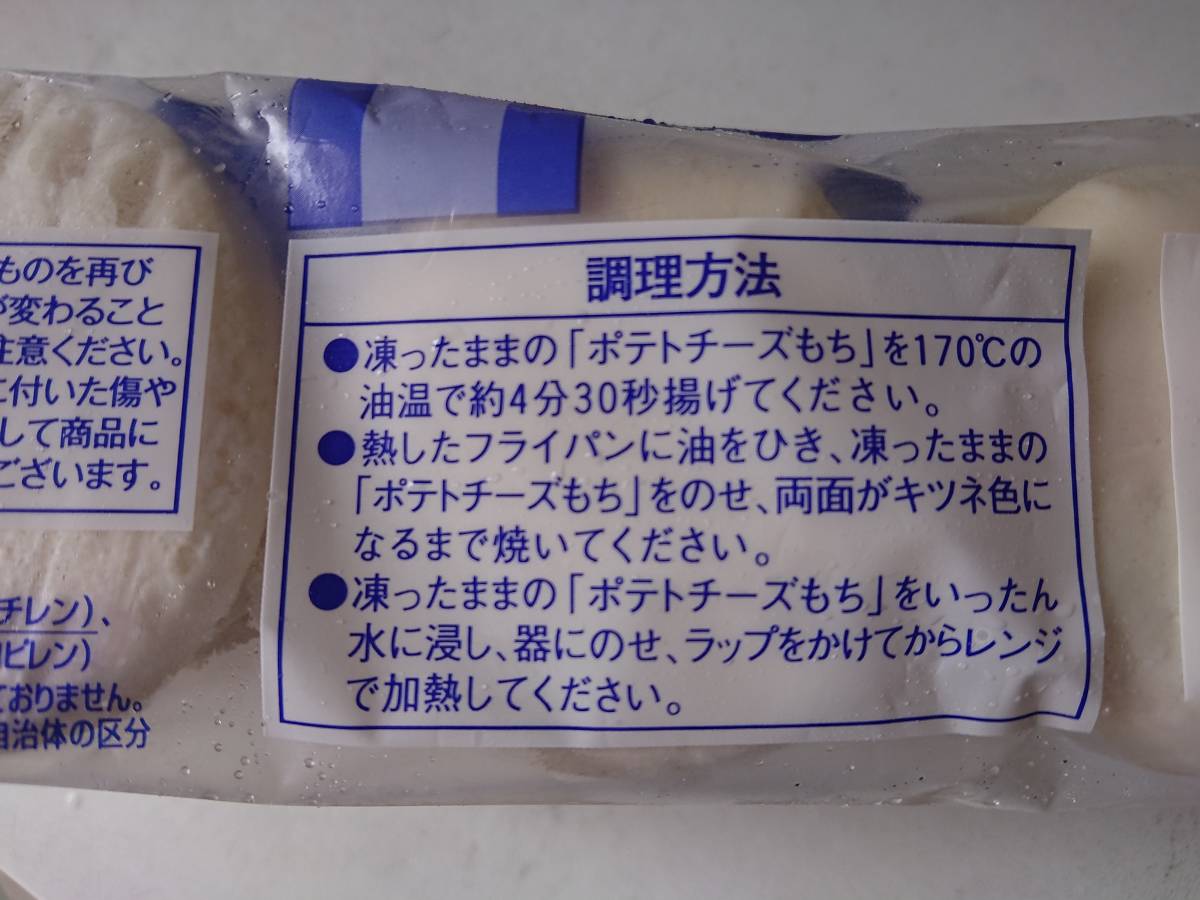 ものを再び
が変わること
注意ください。
に付いた傷や
して商品に
ございます。
チレン)、
ロピレン)
ておりません。
自治体の区分
調理方法
●凍ったままの「ポテトチーズもち」を170℃の
油温で約4分30秒揚げてください。
●熱したフライパンに油をひき、凍ったままの
「ポテトチーズもち」をのせ、両面がキツネ色に
なるまで焼いてください。
●凍ったままの「ポテトチーズもち」をいったん
水に浸し、器にのせ、ラップをかけてからレンジ
で加熱してください。